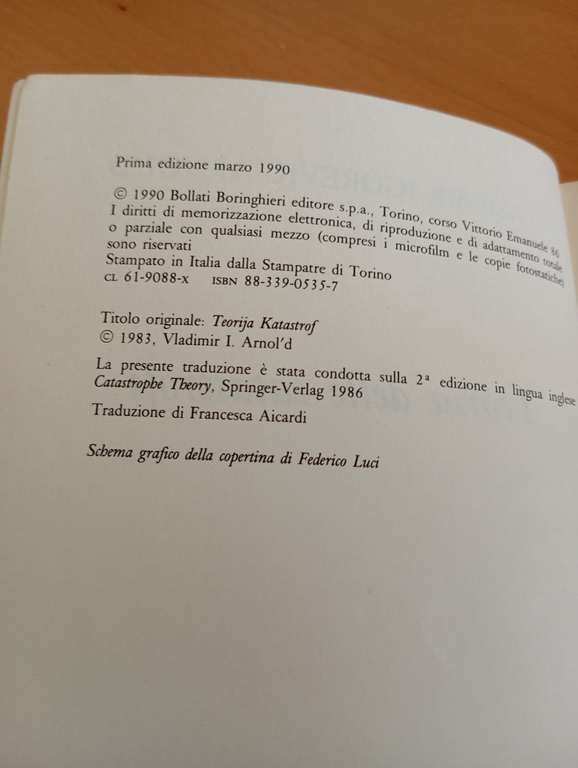 Prima edizione marzo 1990
© 1990 Bollati Boringhieri editore s.p.a., Torino, corso Vittorio Emanuele 86
I diritti di memorizzazione elettronica, di riproduzione e di adattamento totale
o parziale con qualsiasi mezzo (compresi i microfilm e le copie fotostatiche)
sono riservati
Stampato in Italia dalla Stampatre di Torino
CL 61-9088-X ISBN 88-339-0535-7
Titolo originale: Teorija Katastrof
© 1983, Vladimir I. Arnol'd
La presente traduzione è stata condotta sulla 2ª edizione in lingua inglese
Catastrophe Theory, Springer-Verlag 1986
Traduzione di Francesca Aicardi
Schema grafico della copertina di Federico Luci